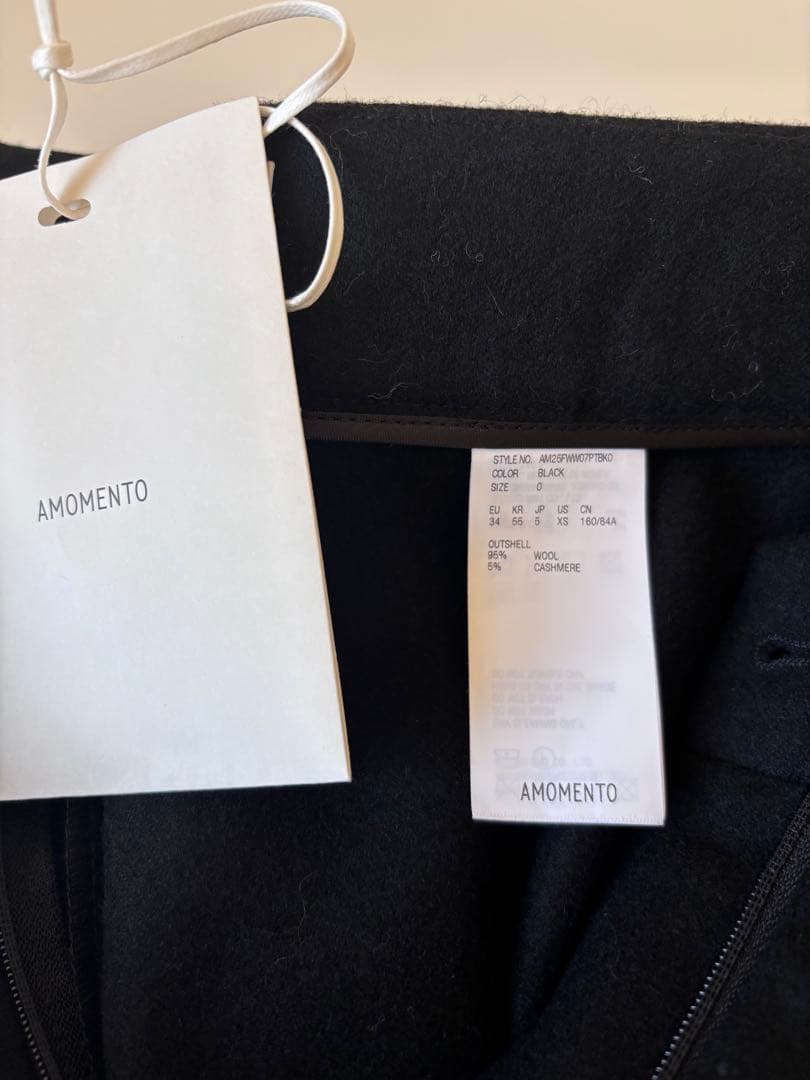 AMOMENTO
STYLE NO. AM25FWW07PTBK0
COLOR BLACK
SIZE 0
EU KR JP US CN
34 55 5 XS 160/84A
OUTSHELL
95% WOOL
5% CASHMERE
AMOMENTO